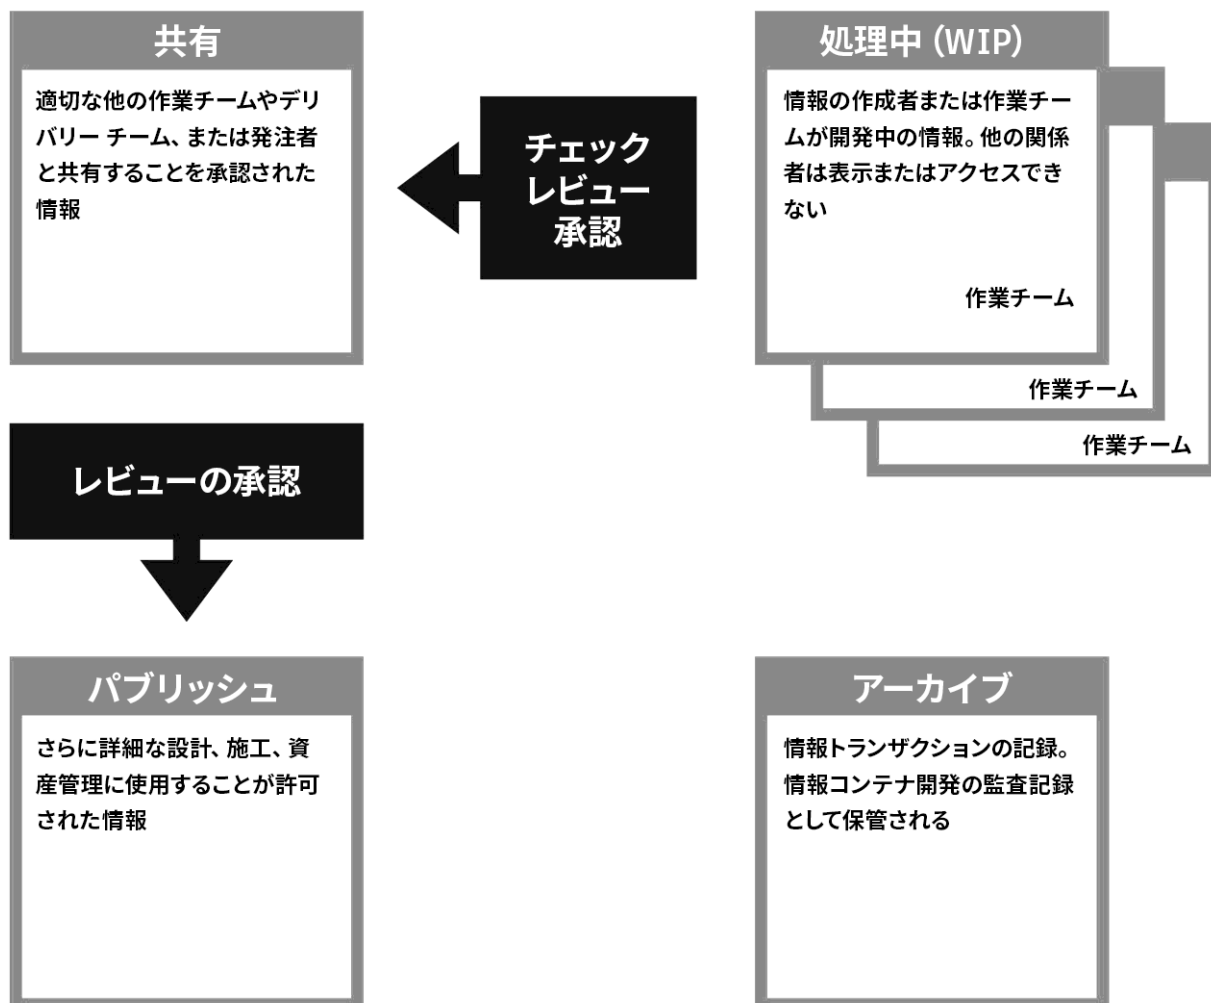 共有
適切な他の作業チームやデリ
バリー チーム、または発注者
と共有することを承認された
情報
チェック
レビュー
承認
処理中（WIP）
情報の作成者または作業チー
ムが開発中の情報。他の関係
者は表示またはアクセスでき
ない
作業チーム
作業チーム
作業チーム
レビューの承認
パブリッシュ
さらに詳細な設計、施工、資
産管理に使用することが許可
された情報
アーカイブ
情報トランザクションの記録。
情報コンテナ開発の監査記録
として保管される